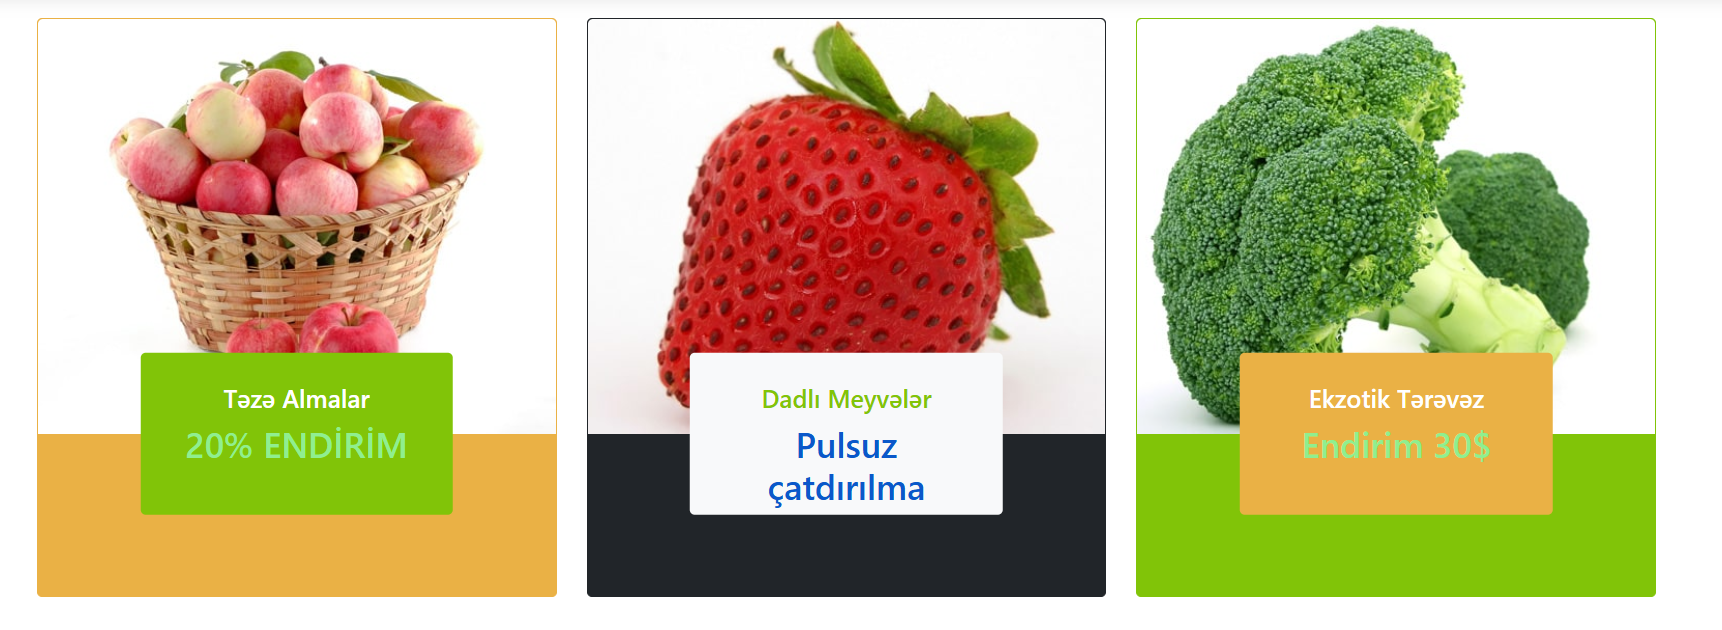 Təzə Almalar
20% ENDİRİM
Dadlı Meyvələr
Pulsuz
çatdırılma
Ekzotik Tərəvəz
Endirim 30$